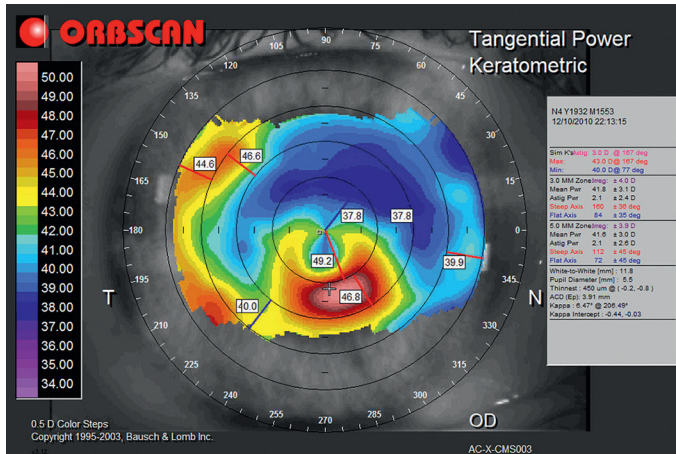 ORBSCAN
Tangential Power
Keratometric
90
105
75
120
60
135
45
150
30
165
15
180
0
195
345
210
330
225
315
240
300
255
285
270
50.00
49.00
48.00
47.00
46.00
45.00
44.00
43.00
42.00
41.00
40.00
39.00
38.00
37.00
36.00
35.00
34.00
44.6
46.6
37.8
37.8
49.2
39.9
46.8
40.0
T
N
OD
N4 Y1932 M1553
12/10/2010 22:13:15
Sim K's: Astig: 3.0 D @ 167 deg
Max: 43.0 D @ 167 deg
Min: 40.0 D @ 77 deg
3.0 MM Zone: Irreg: ± 4.0 D
Mean Pwr 41.8 ± 3.1 D
Astig Pwr 2.1 ± 2.4 D
Steep Axis 160 ± 36 deg
Flat Axis 84 ± 35 deg
5.0 MM Zone: Irreg: ± 3.9 D
Mean Pwr 41.6 ± 3.0 D
Astig Pwr 2.1 ± 2.6 D
Steep Axis 112 ± 45 deg
Flat Axis 72 ± 45 deg
White-to-White [mm] : 11.8
Pupil Diameter [mm] : 5.5
Thinnest : 450 um @ ( -0.2, -0.8 )
ACD (Ep): 3.91 mm
Kappa : 6.47° @ 206.49°
Kappa Intercept : -0.44, -0.03
0.5 D Color Steps
Copyright 1995-2003, Bausch & Lomb Inc.
AC-X-CMS003